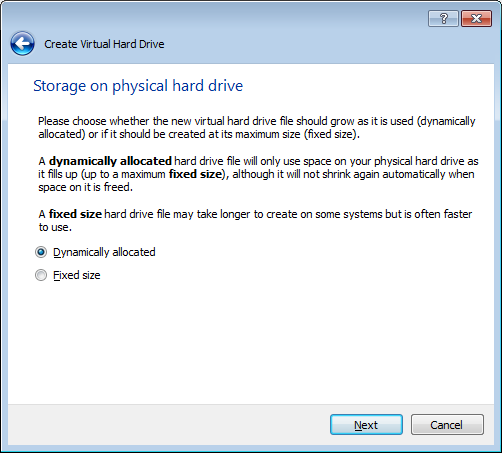 Create Virtual Hard Drive
Storage on physical hard drive
Please choose whether the new virtual hard drive file should grow as it is used (dynamically
allocated) or if it should be created at its maximum size (fixed size).
A dynamically allocated hard drive file will only use space on your physical hard drive as
it fills up (up to a maximum fixed size), although it will not shrink again automatically when
space on it is freed.
A fixed size hard drive file may take longer to create on some systems but is often faster
to use.
Dynamically allocated
Fixed size
Next
Cancel